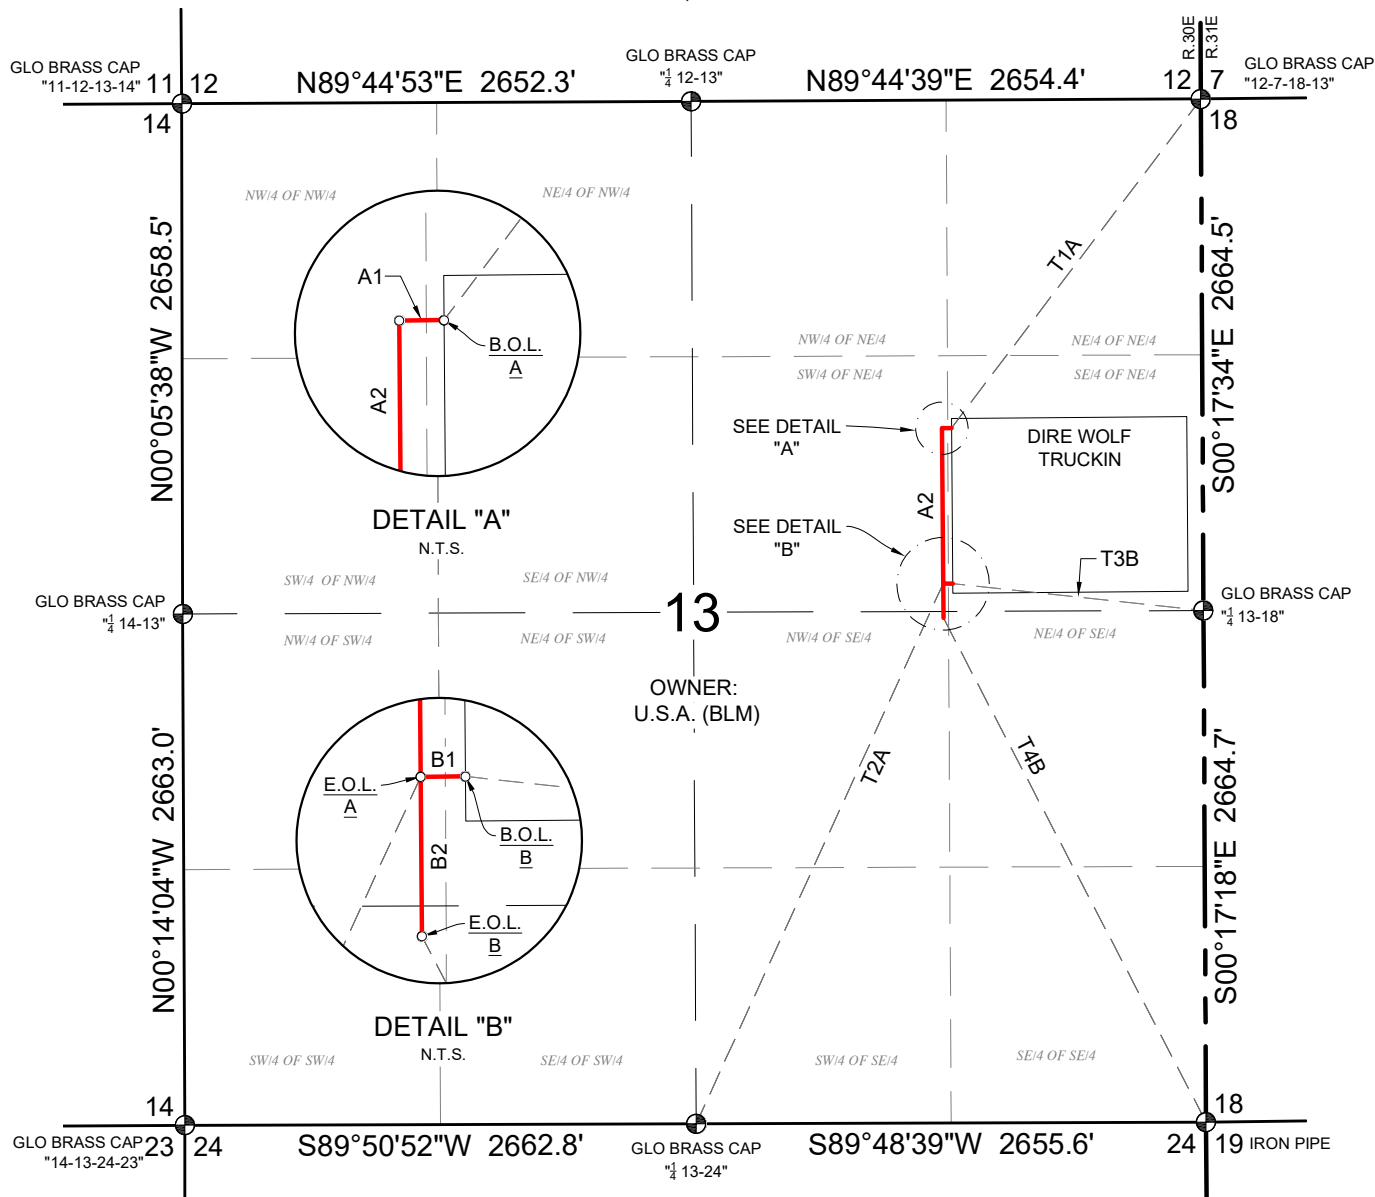 R.30E
R.31E
GLO BRASS CAP
"11-12-13-14"
11 12
14
N89°44'53"E 2652.3'
GLO BRASS CAP
"1/4 12-13"
N89°44'39"E 2654.4'
12 7
18
GLO BRASS CAP
"12-7-18-13"
NW/4 OF NW/4
NE/4 OF NW/4
N00°05'38"W 2658.5'
A1
B.O.L.
A
A2
DETAIL "A"
N.T.S.
T1A
S00°17'34"E 2664.5'
NW/4 OF NE/4
NE/4 OF NE/4
SW/4 OF NE/4
SE/4 OF NE/4
SEE DETAIL
"A"
DIRE WOLF
TRUCKIN
A2
SEE DETAIL
"B"
T3B
SW/4 OF NW/4
SE/4 OF NW/4
GLO BRASS CAP
"1/4 14-13"
13
GLO BRASS CAP
"1/4 13-18"
NW/4 OF SW/4
NE/4 OF SW/4
NW/4 OF SE/4
NE/4 OF SE/4
OWNER:
U.S.A. (BLM)
N00°14'04"W 2663.0'
B1
E.O.L.
A
B.O.L.
B
B2
E.O.L.
B
DETAIL "B"
N.T.S.
T2A
T4B
S00°17'18"E 2664.7'
SW/4 OF SW/4
SE/4 OF SW/4
SW/4 OF SE/4
SE/4 OF SE/4
14
23 24
GLO BRASS CAP
"14-13-24-23"
S89°50'52"W 2662.8'
GLO BRASS CAP
"1/4 13-24"
S89°48'39"W 2655.6'
18
24 19
IRON PIPE